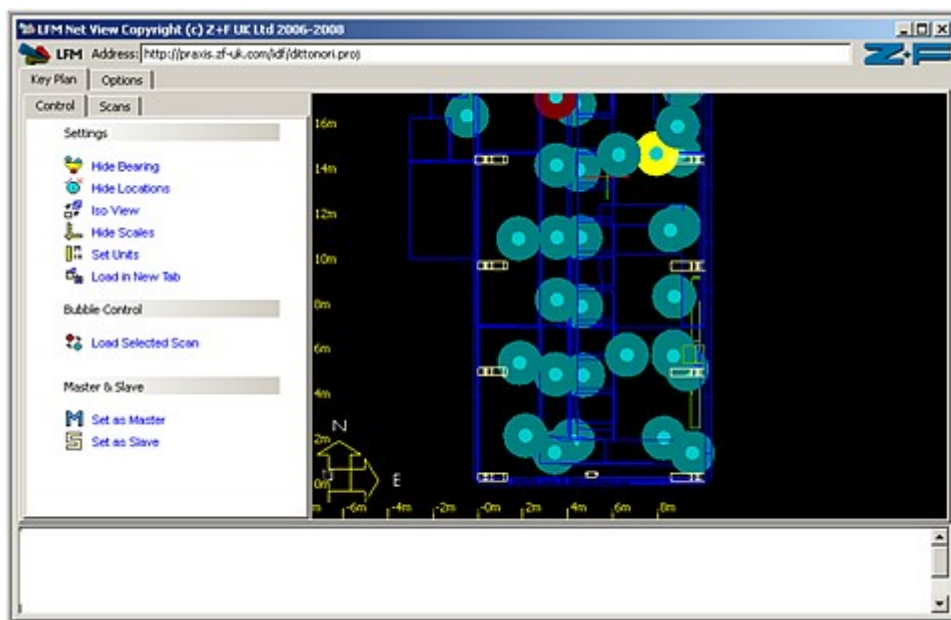 LFM Net View Copyright (c) Z+F UK Ltd 2006-2008
LFM Address: http://praxis.zf-uk.com/ldf/dittonori.proj Z+F
Key Plan Options
Control Scans
Settings
Hide Bearing
Hide Locations
Iso View
Hide Scales
Set Units
Load in New Tab
Bubble Control
Load Selected Scan
Master & Slave
Set as Master
Set as Slave
16m
14m
12m
10m
8m
6m
4m
2m
0m
N
E
-6m -4m -2m -0m 2m 4m 6m 8m